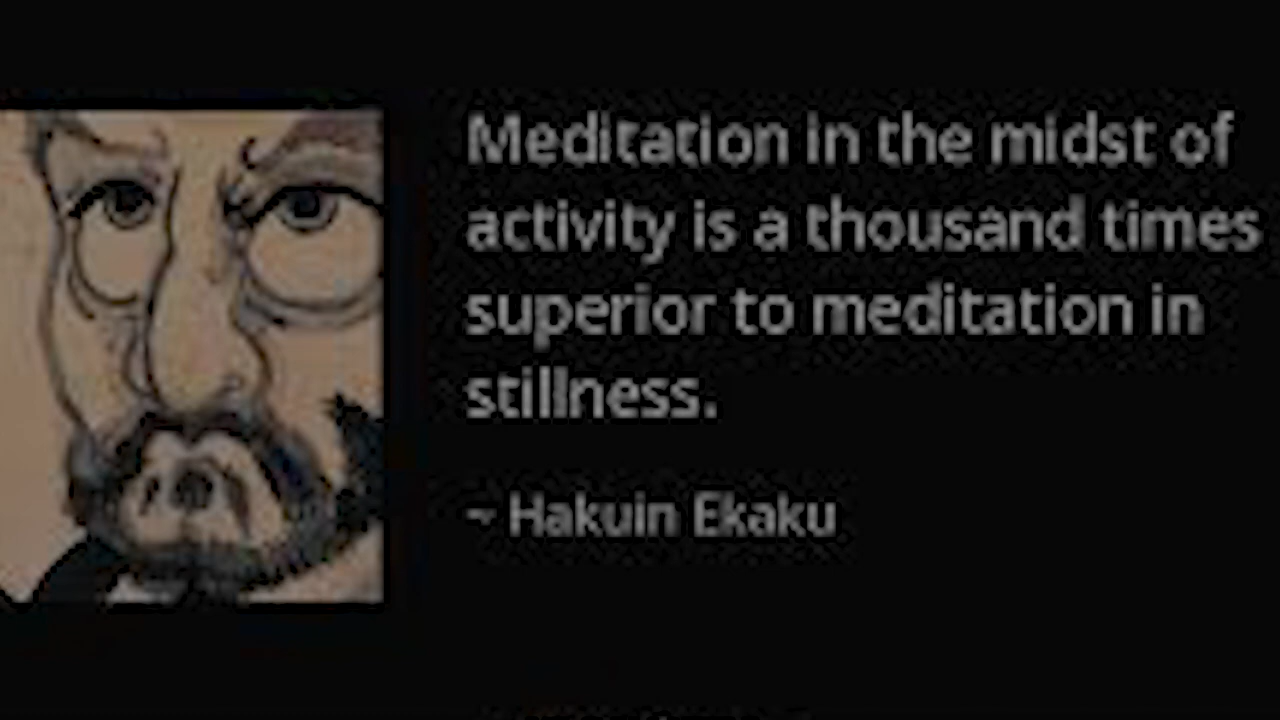 Meditation in the midst of
activity is a thousand times
superior to meditation in
stillness.
~ Hakuin Ekaku